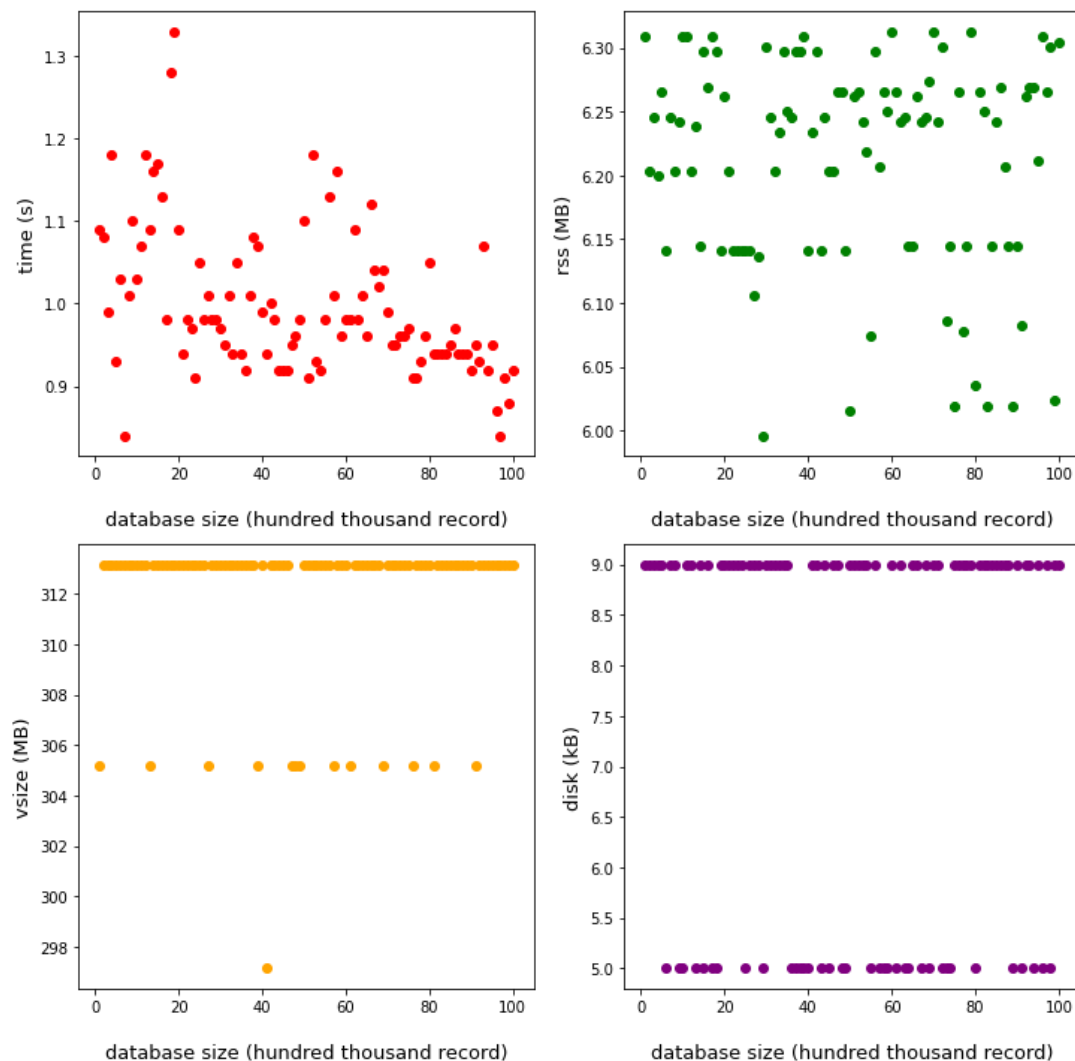 1.3
1.2
1.1
1.0
0.9
time (s)
0 20 40 60 80 100
database size (hundred thousand record)
6.30
6.25
6.20
6.15
6.10
6.05
6.00
rss (MB)
0 20 40 60 80 100
database size (hundred thousand record)
312
310
308
306
304
302
300
298
vsize (MB)
0 20 40 60 80 100
database size (hundred thousand record)
9.0
8.5
8.0
7.5
7.0
6.5
6.0
5.5
5.0
disk (kB)
0 20 40 60 80 100
database size (hundred thousand record)